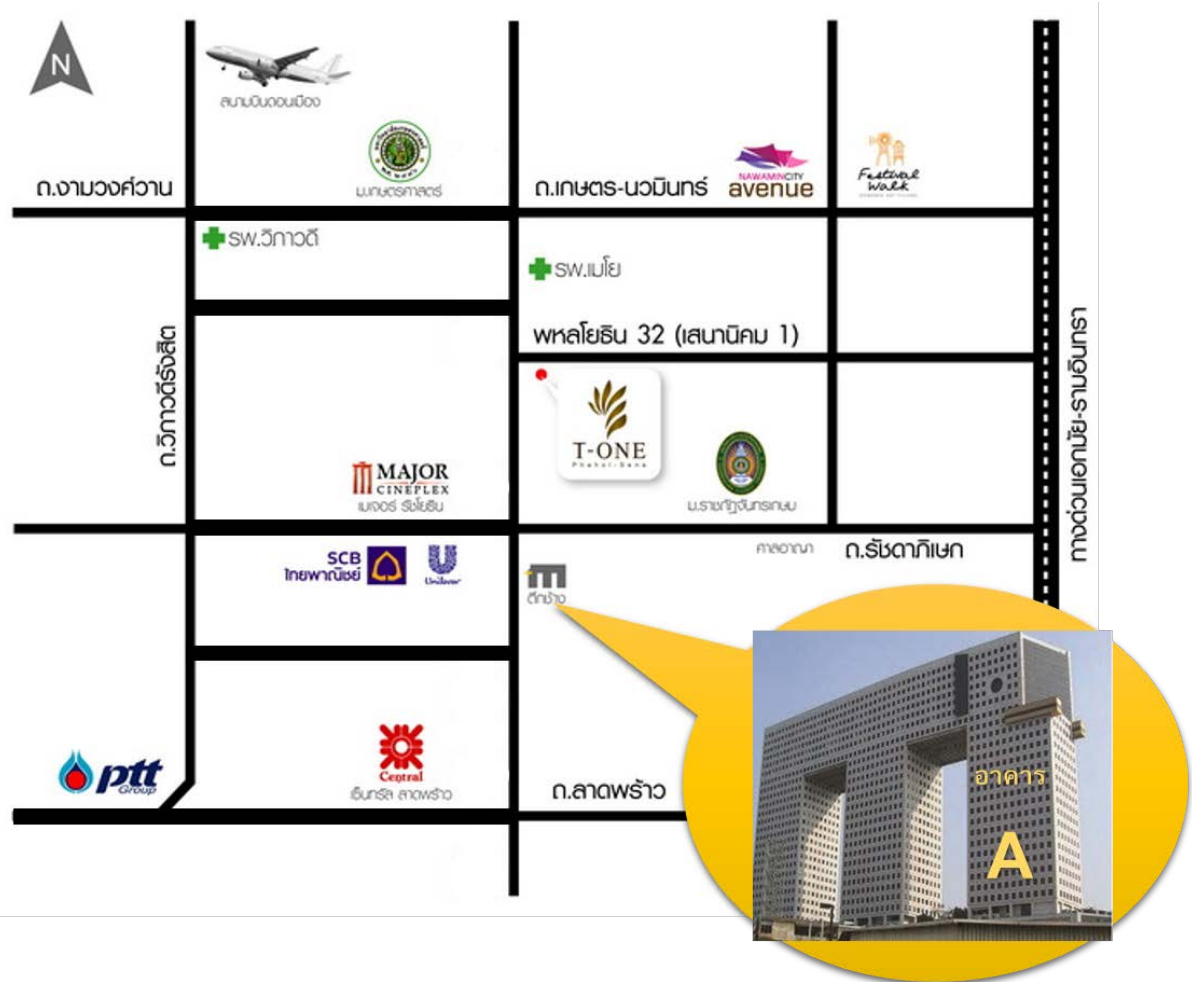 N
สนามบินดอนเมือง
ม.เกษตรศาสตร์
ถ.งามวงศ์วาน
ถ.เกษตร-นวมินทร์
NAWAMINCITY
avenue
Festival
Walk
รพ.วิภาวดี
รพ.เมโย
พหลโยธิน 32 (เสนานิคม 1)
ถ.วิภาวดีรังสิต
ทางด่วนเอกมัย-รามอินทรา
T-ONE
Phahol-Sena
MAJOR
CINEPLEX
เมเจอร์ รัชโยธิน
ม.ราชภัฏจันทรเกษม
SCB
ไทยพาณิชย์
Unilever
ศาลอาญา
ถ.รัชดาภิเษก
ตึกช้าง
ptt
Group
Central
เซ็นทรัล ลาดพร้าว
ถ.ลาดพร้าว
อาคาร
A